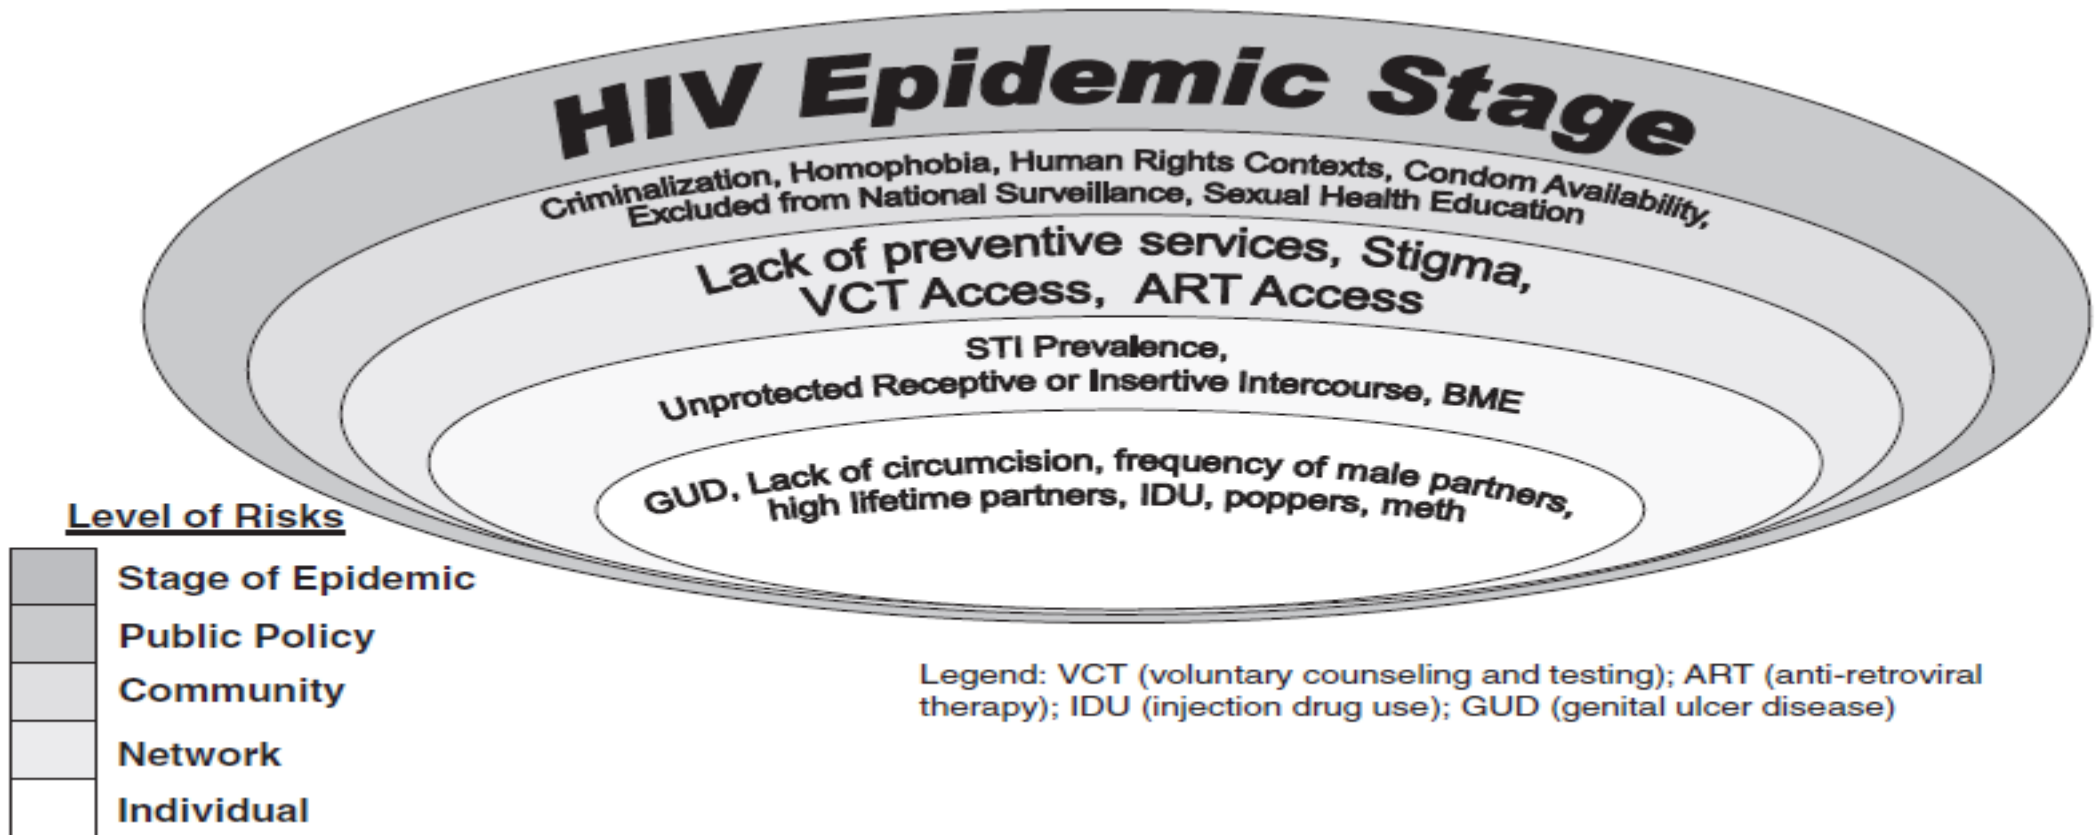 HIV Epidemic Stage
Criminalization, Homophobia, Human Rights Contexts, Condom Availability,
Excluded from National Surveillance, Sexual Health Education
Lack of preventive services, Stigma,
VCT Access, ART Access
STI Prevalence,
Unprotected Receptive or Insertive Intercourse, BME
GUD, Lack of circumcision, frequency of male partners,
high lifetime partners, IDU, poppers, meth
Level of Risks
Stage of Epidemic
Public Policy
Community
Network
Individual
Legend: VCT (voluntary counseling and testing); ART (anti-retroviral
therapy); IDU (injection drug use); GUD (genital ulcer disease)